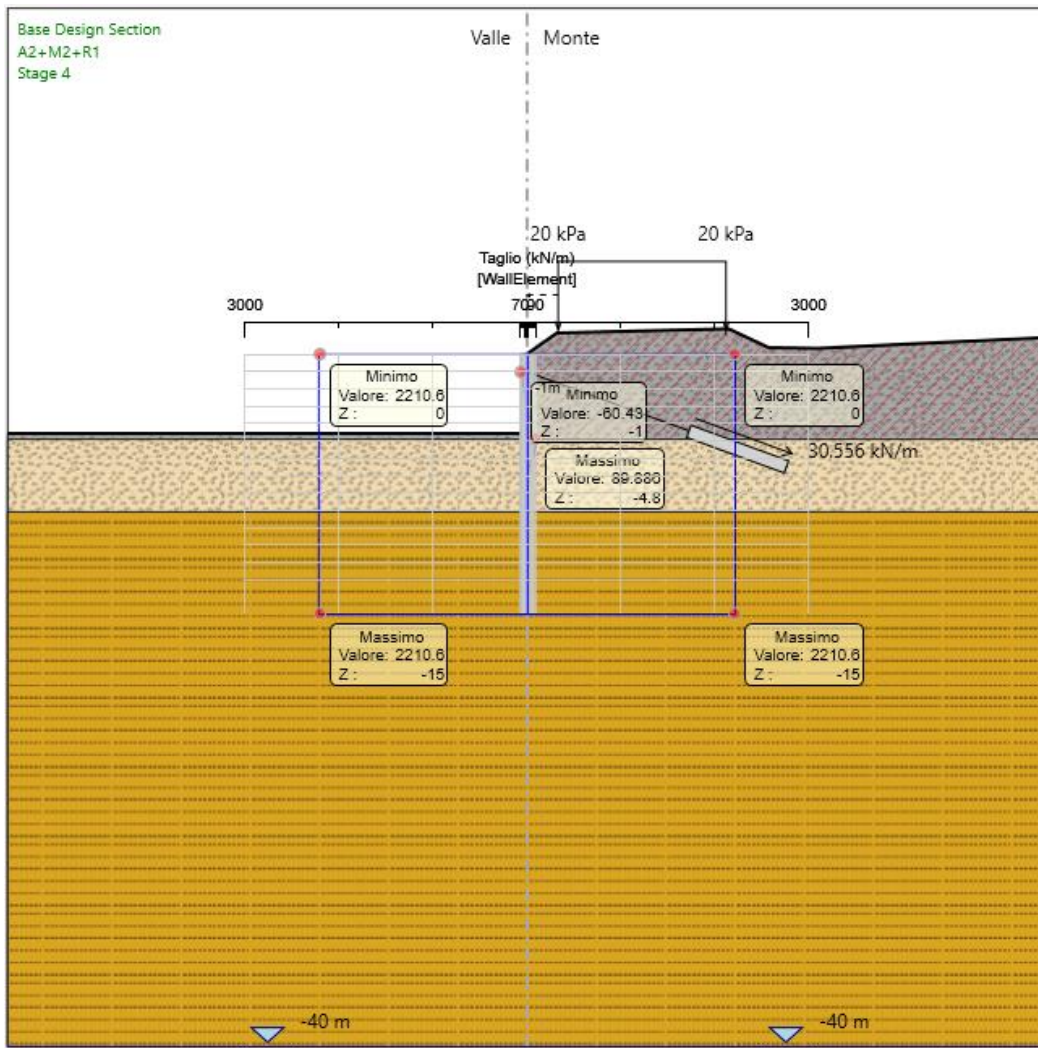 Base Design Section
A2+M2+R1
Stage 4
Valle
Monte
20 kPa
20 kPa
Taglio (kN/m)
[WallElement]
3000
3000
Minimo
Valore: 2210.6
Z : 0
-1m
Minimo
Valore: -60.43
Z : -1
Minimo
Valore: 2210.6
Z : 0
30,556 kN/m
Massimo
Valore: 89.886
Z : -4.8
Massimo
Valore: 2210.6
Z : -15
Massimo
Valore: 2210.6
Z : -15
-40 m
-40 m